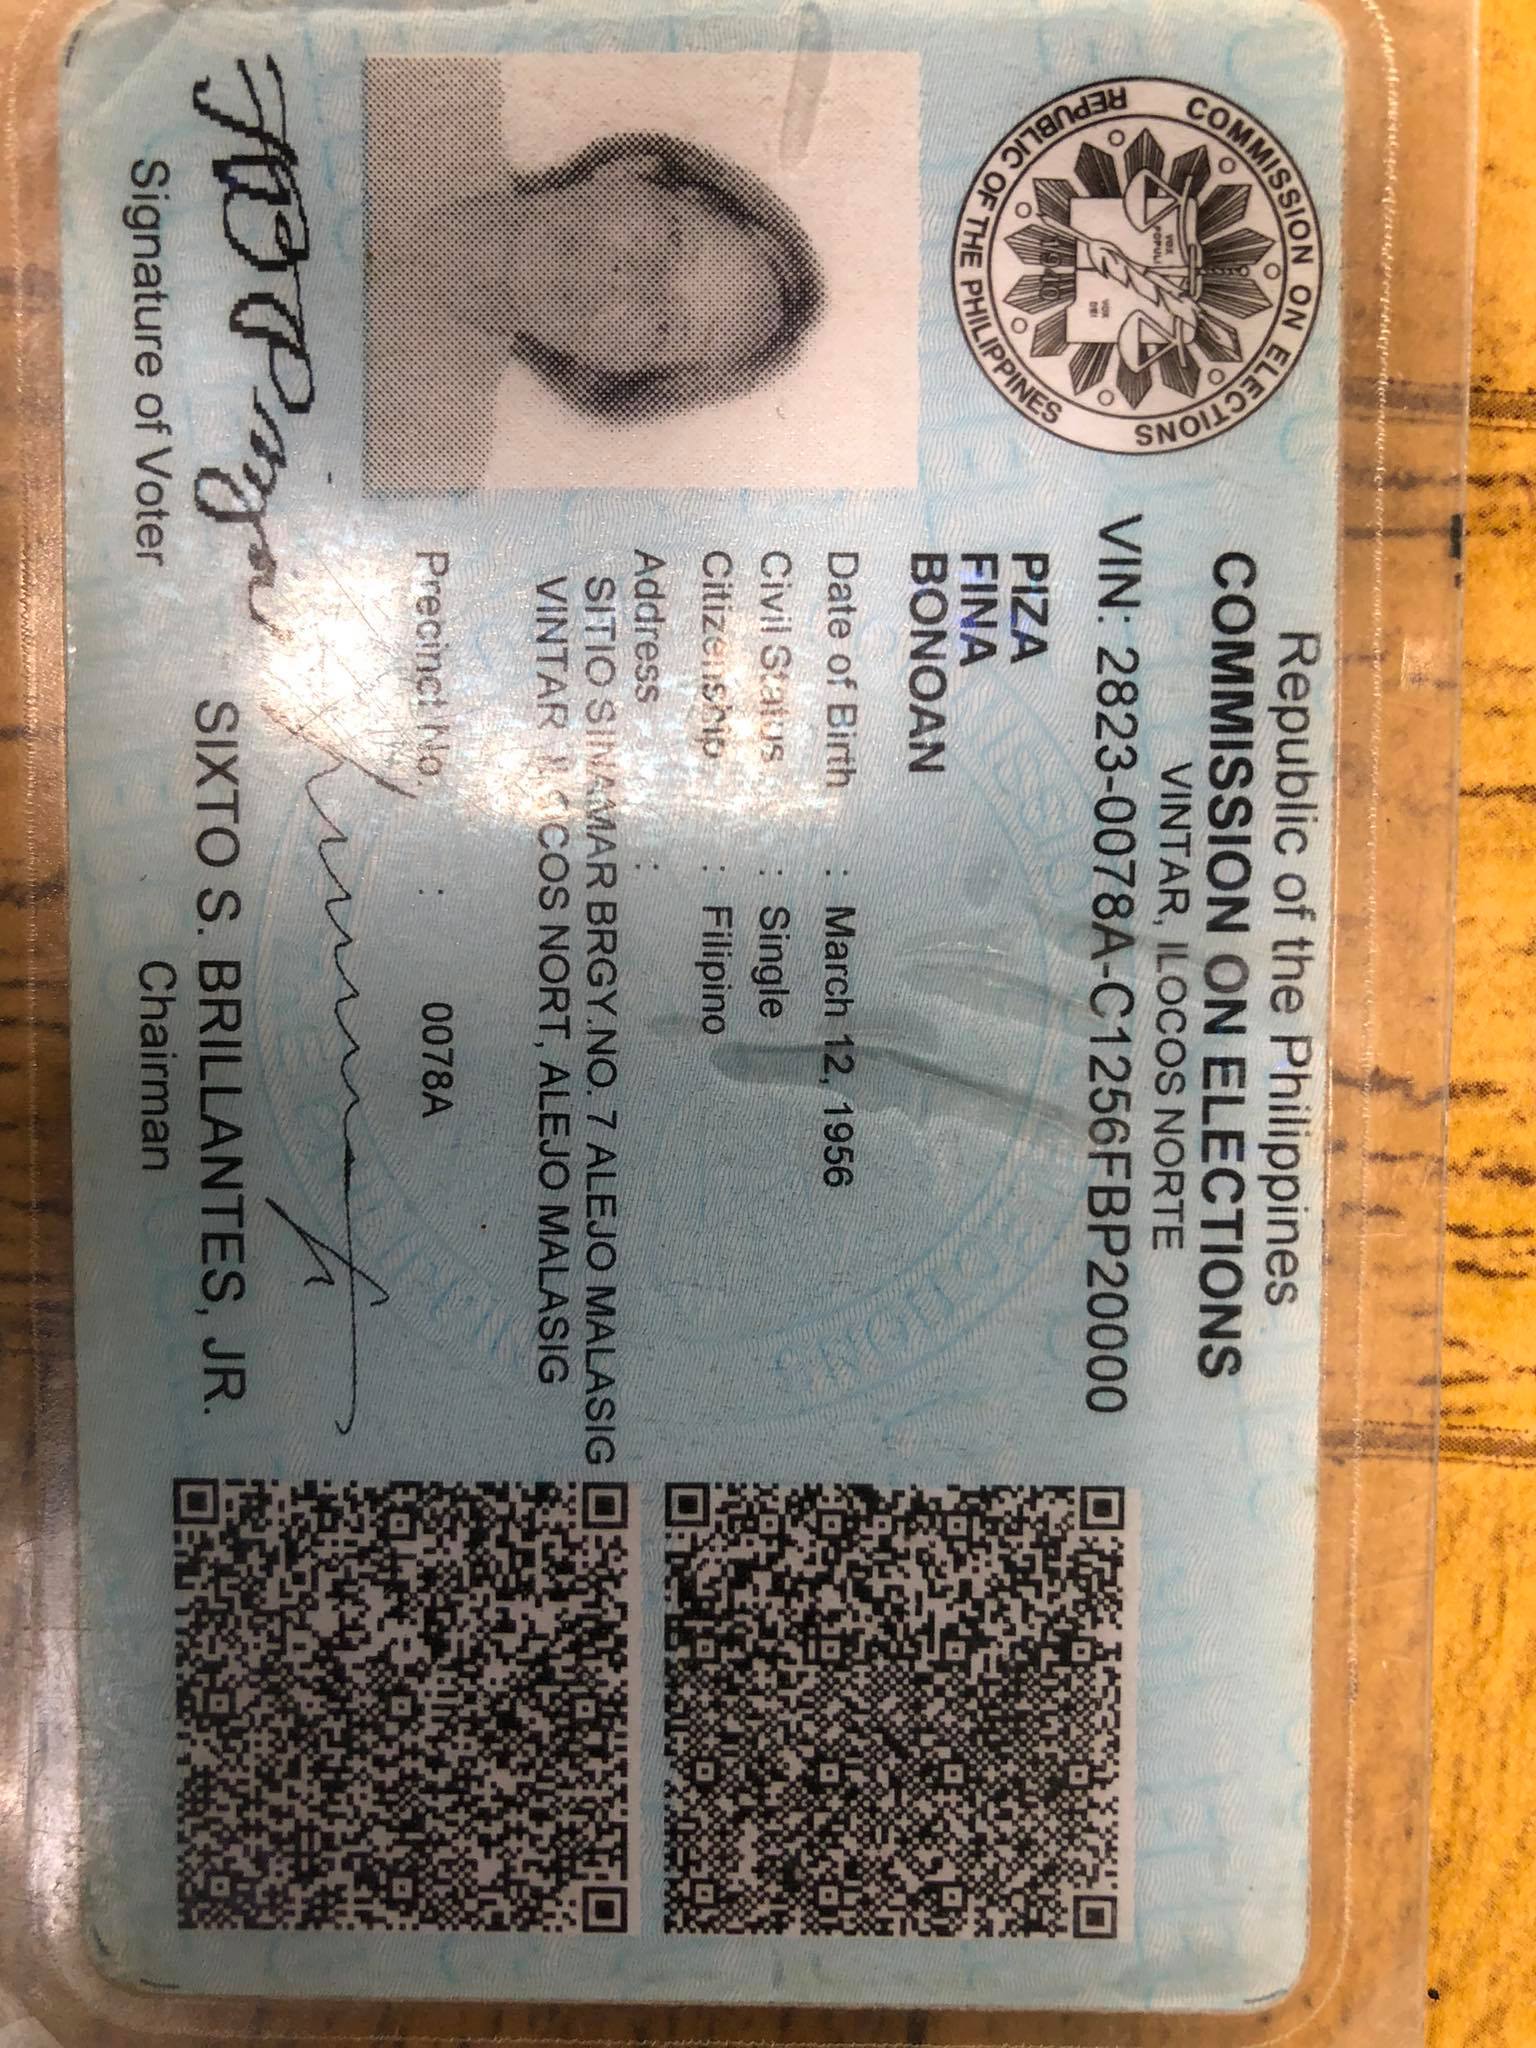 Republic of the Philippines
COMMISSION ON ELECTIONS
VINTAR, ILOCOS NORTE
VIN: 2823-0078A-C1256FBP20000
COMMISSION ON ELECTIONS
REPUBLIC OF THE PHILIPPINES
VOX POPULI
VOX DEI
1940
PIZA
FINA
BONOAN
Date of Birth : March 12, 1956
Civil Status : Single
Citizenship : Filipino
Address :
SITIO SINAMAR BRGY.NO. 7 ALEJO MALASIG
VINTAR ILOCOS NORT, ALEJO MALASIG
Precinct No. : 0078A
Signature of Voter
SIXTO S. BRILLANTES, JR.
Chairman